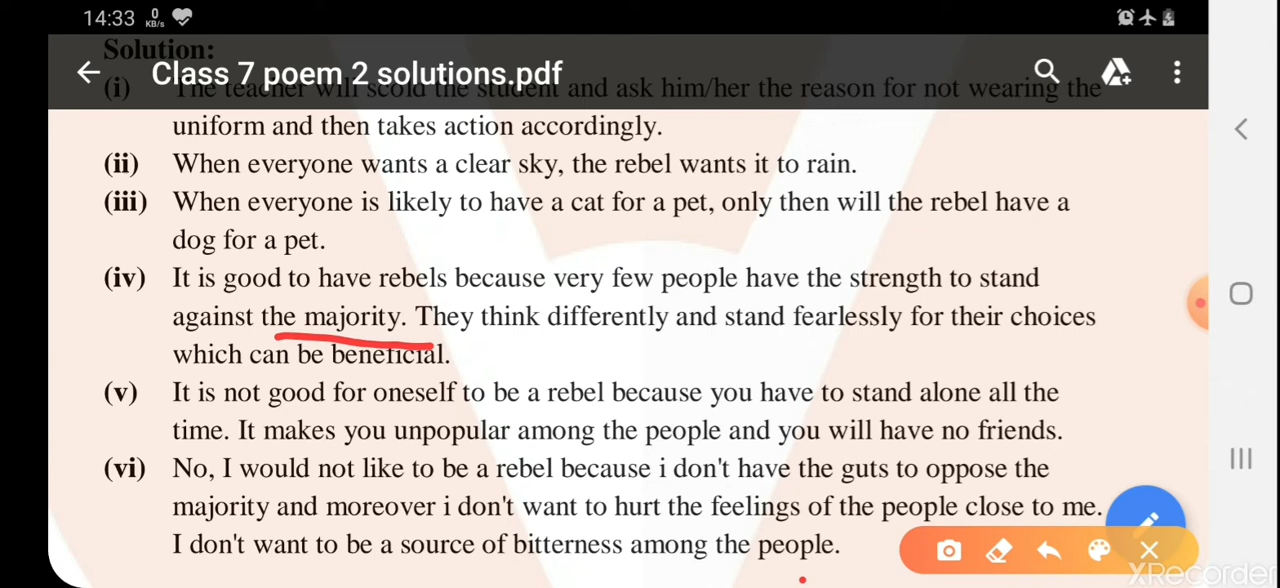 14:33 0 KB/s
Solution:
Class 7 poem 2 solutions.pdf
(i) The teacher will scold the student and ask him/her the reason for not wearing the
uniform and then takes action accordingly.
(ii) When everyone wants a clear sky, the rebel wants it to rain.
(iii) When everyone is likely to have a cat for a pet, only then will the rebel have a
dog for a pet.
(iv) It is good to have rebels because very few people have the strength to stand
against the majority. They think differently and stand fearlessly for their choices
which can be beneficial.
(v) It is not good for oneself to be a rebel because you have to stand alone all the
time. It makes you unpopular among the people and you will have no friends.
(vi) No, I would not like to be a rebel because i don't have the guts to oppose the
majority and moreover i don't want to hurt the feelings of the people close to me.
I don't want to be a source of bitterness among the people.
XRecorder